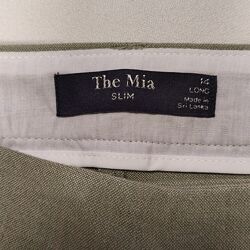 The Mia
SLIM
14
LONG
Made in
Sri Lanka